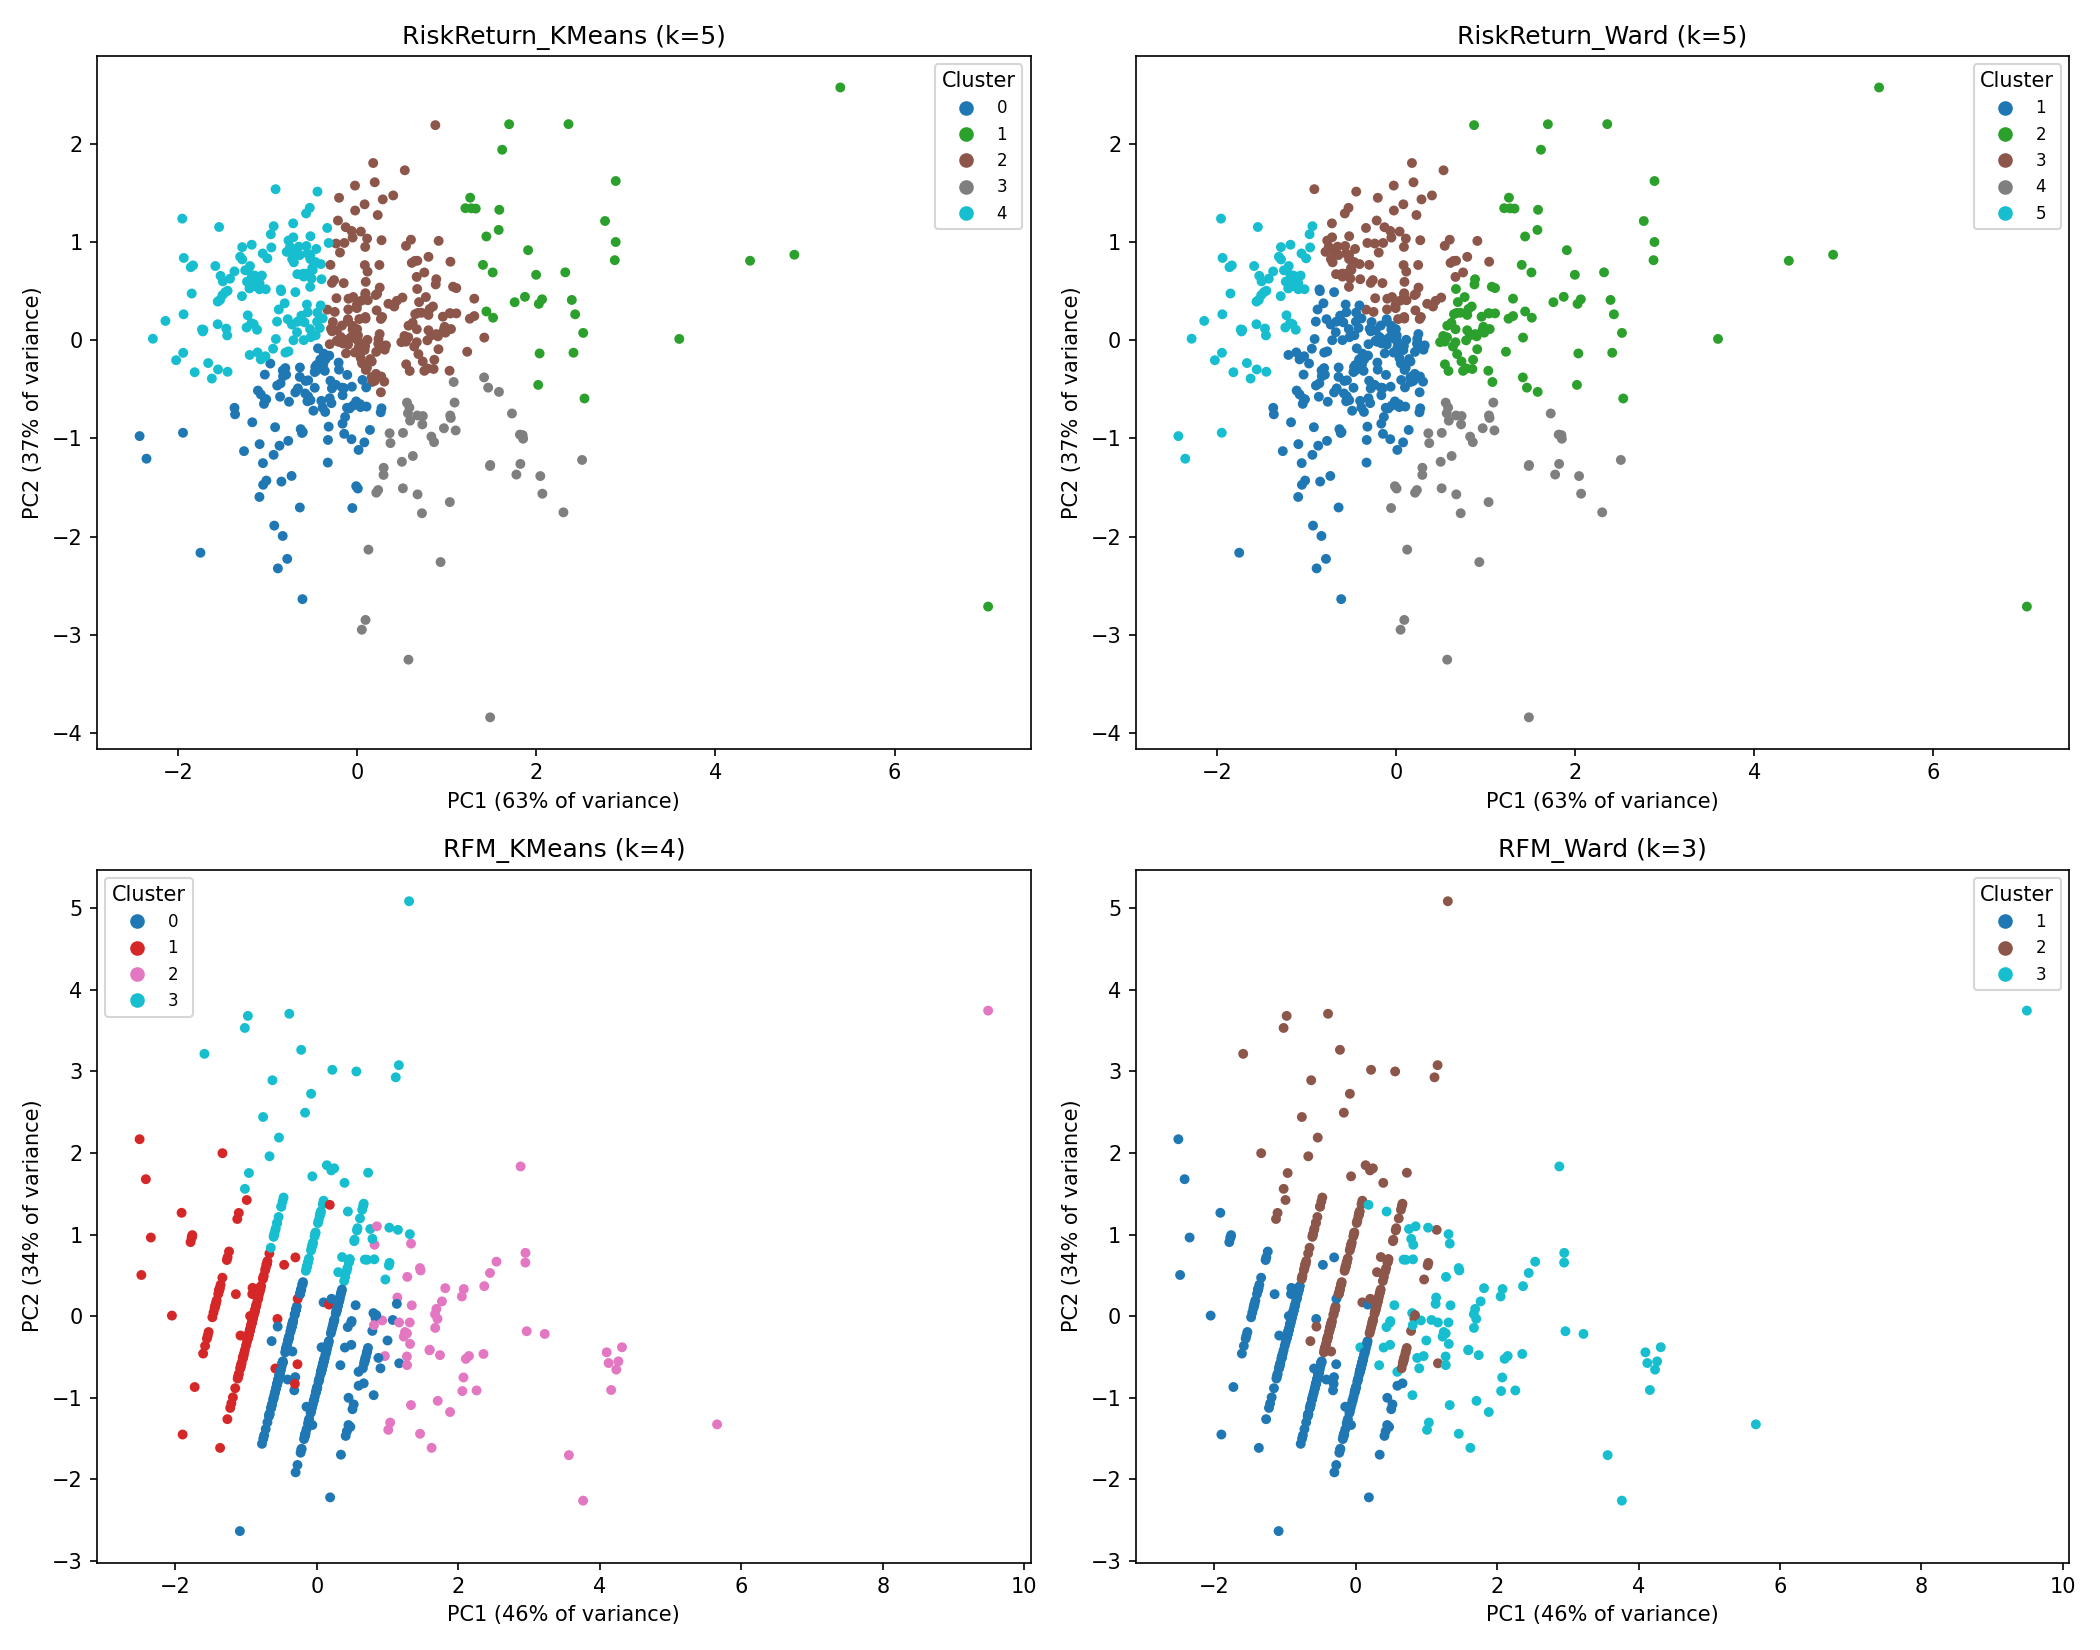 RiskReturn_KMeans (k=5)
Cluster
0
1
2
3
4
2
1
0
−1
−2
−3
−4
PC2 (37% of variance)
−2 0 2 4 6
PC1 (63% of variance)
RiskReturn_Ward (k=5)
Cluster
1
2
3
4
5
2
1
0
−1
−2
−3
−4
PC2 (37% of variance)
−2 0 2 4 6
PC1 (63% of variance)
RFM_KMeans (k=4)
Cluster
0
1
2
3
5
4
3
2
1
0
−1
−2
−3
PC2 (34% of variance)
−2 0 2 4 6 8 10
PC1 (46% of variance)
RFM_Ward (k=3)
Cluster
1
2
3
5
4
3
2
1
0
−1
−2
−3
PC2 (34% of variance)
−2 0 2 4 6 8 10
PC1 (46% of variance)